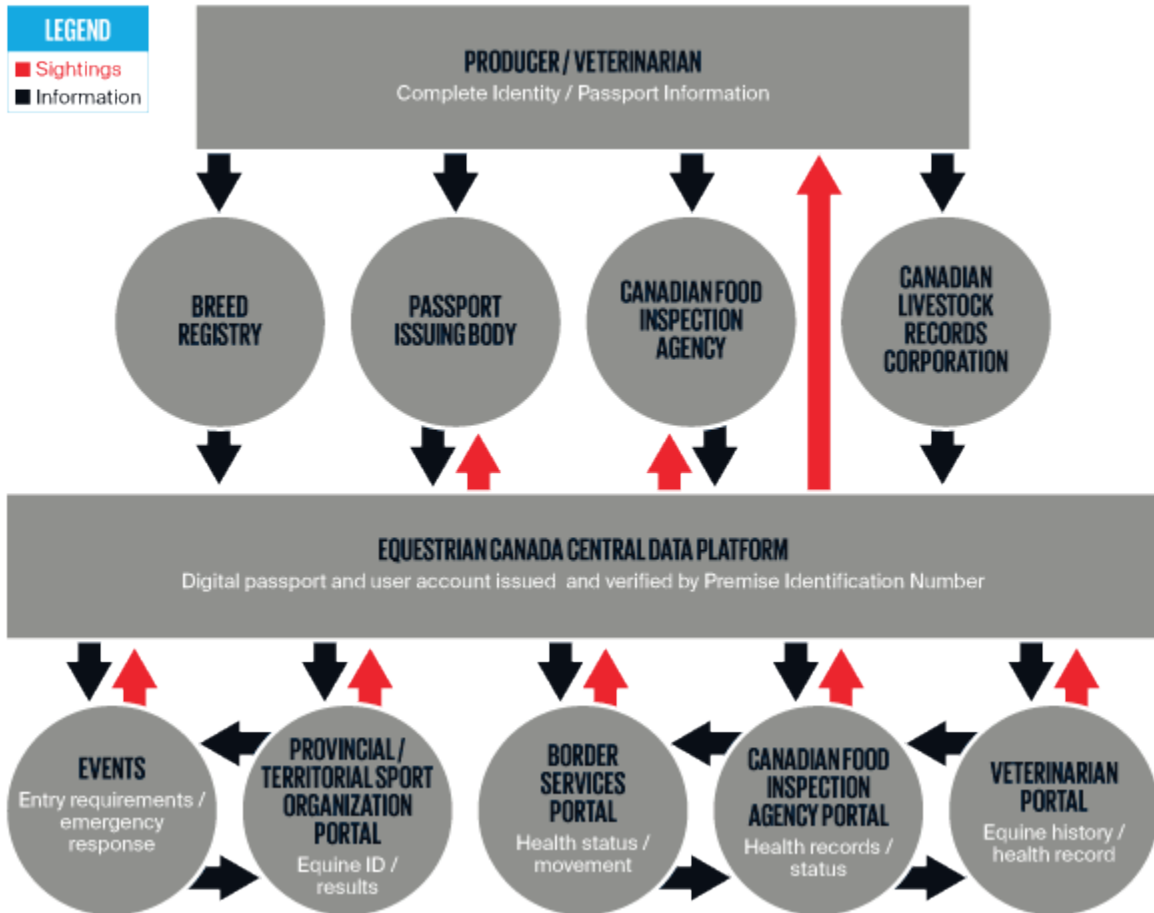 LEGEND
Sightings
Information
PRODUCER / VETERINARIAN
Complete Identity / Passport Information
BREED
REGISTRY
PASSPORT
ISSUING BODY
CANADIAN FOOD
INSPECTION
AGENCY
CANADIAN
LIVESTOCK
RECORDS
CORPORATION
EQUESTRIAN CANADA CENTRAL DATA PLATFORM
Digital passport and user account issued and verified by Premise Identification Number
EVENTS
Entry requirements /
emergency
response
PROVINCIAL /
TERRITORIAL SPORT
ORGANIZATION
PORTAL
Equine ID /
results
BORDER
SERVICES
PORTAL
Health status /
movement
CANADIAN FOOD
INSPECTION
AGENCY PORTAL
Health records /
status
VETERINARIAN
PORTAL
Equine history /
health record